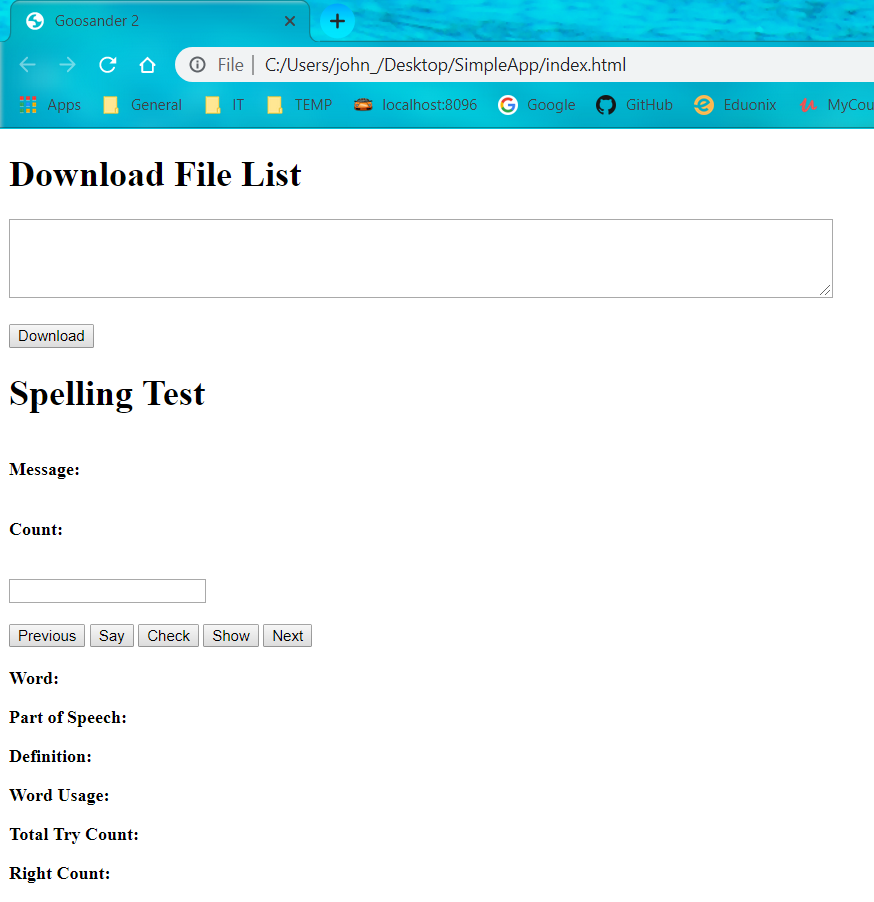 Goosander 2
File | C:/Users/john_/Desktop/SimpleApp/index.html
Apps General IT TEMP localhost:8096 Google GitHub Eduonix MyCou
Download File List
Download
Spelling Test
Message:
Count:
Previous Say Check Show Next
Word:
Part of Speech:
Definition:
Word Usage:
Total Try Count:
Right Count: